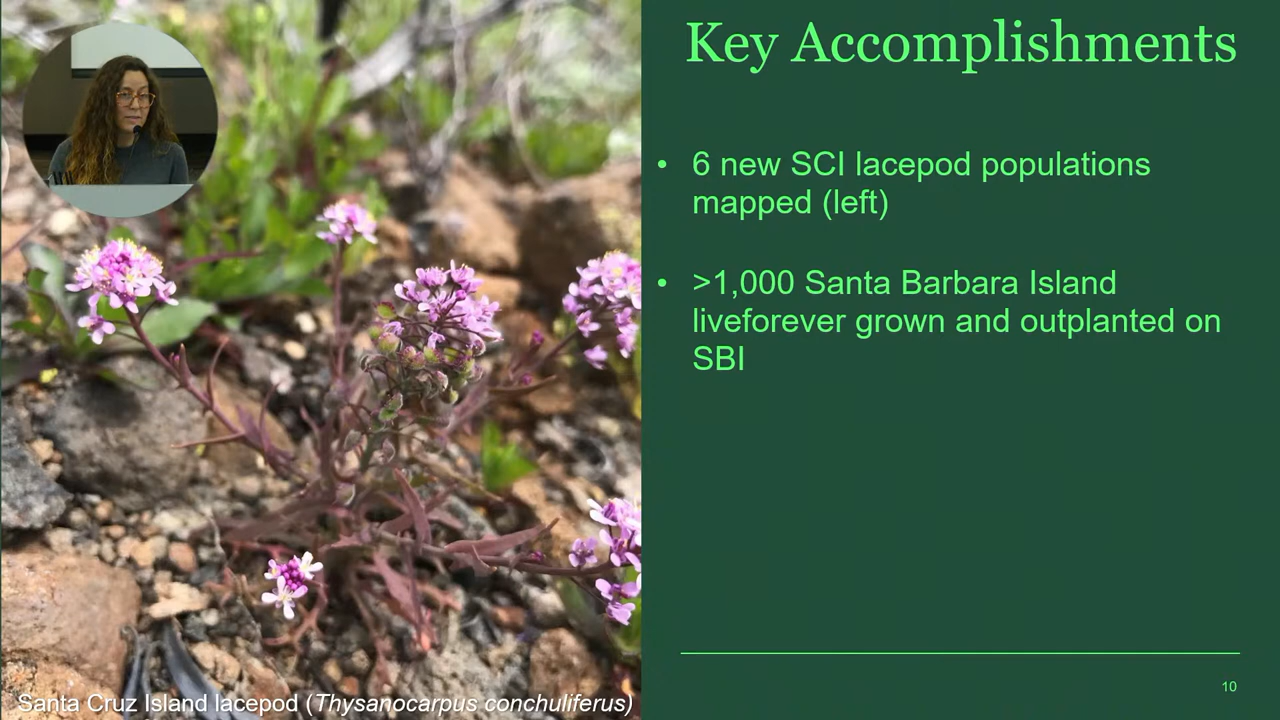 Key Accomplishments
• 6 new SCI lacepod populations
mapped (left)
• >1,000 Santa Barbara Island
liveforever grown and outplanted on
SBI
Santa Cruz Island lacepod (Thysanocarpus conchuliferus)
10